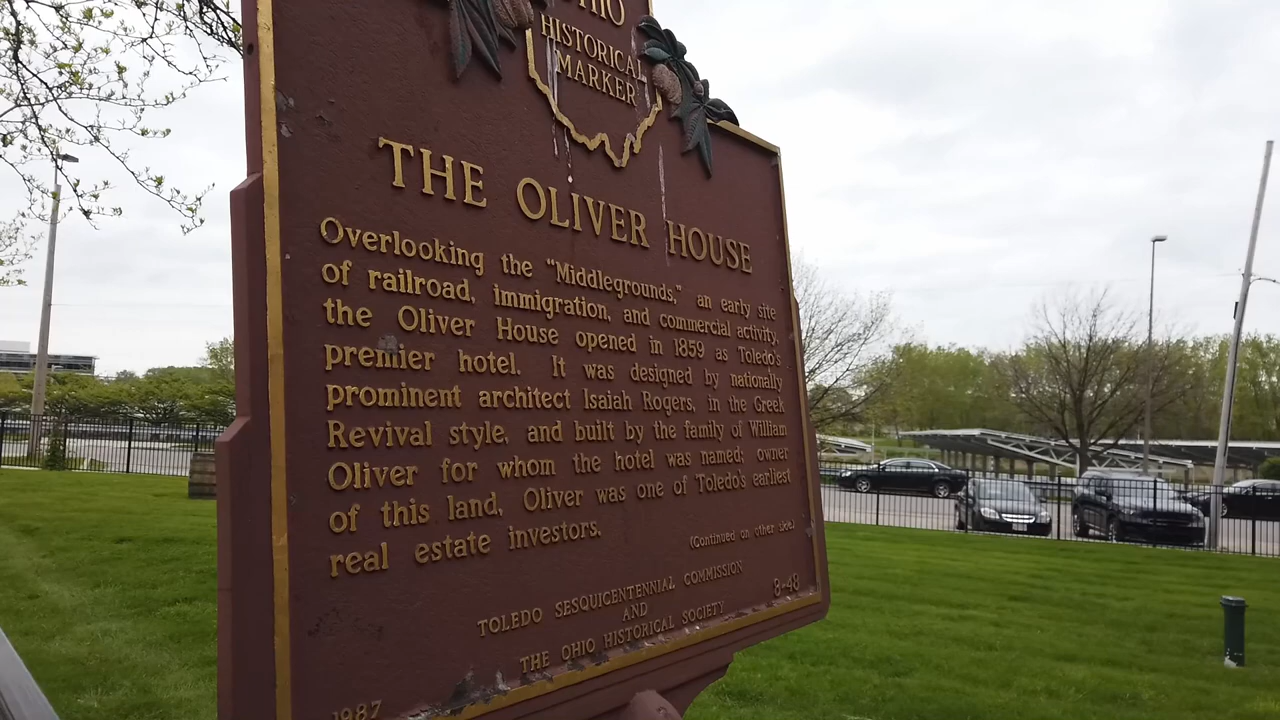 OHIO
HISTORICAL
MARKER
THE OLIVER HOUSE
Overlooking the "Middlegrounds," an early site
of railroad, immigration, and commercial activity,
the Oliver House opened in 1859 as Toledo's
premier hotel. It was designed by nationally
prominent architect Isaiah Rogers, in the Greek
Revival style, and built by the family of William
Oliver for whom the hotel was named; owner
of this land, Oliver was one of Toledo's earliest
real estate investors.
(Continued on other side)
TOLEDO SESQUICENTENNIAL COMMISSION
AND
THE OHIO HISTORICAL SOCIETY
8-48
1987